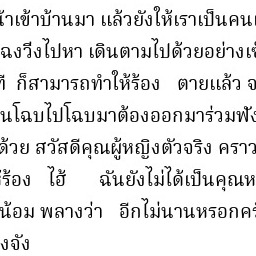 น้าเข้าบ้านมา แล้วยังให้เราเป็นคน
ฉงวิ่งไปหา เดินตามไปด้วยอย่าง
ที ก็สามารถทำให้ร้อง ตายแล้ว
นโฉบไปโฉบมาต้องออกมาร่วมฟัง
ด้วย สวัสดีคุณผู้หญิงตัวจริง คราว
ร้อง ไฮ้ ฉันยังไม่ได้เป็นคุณห
น้อม พลางว่า อีกไม่นานหรอกคร
งจัง